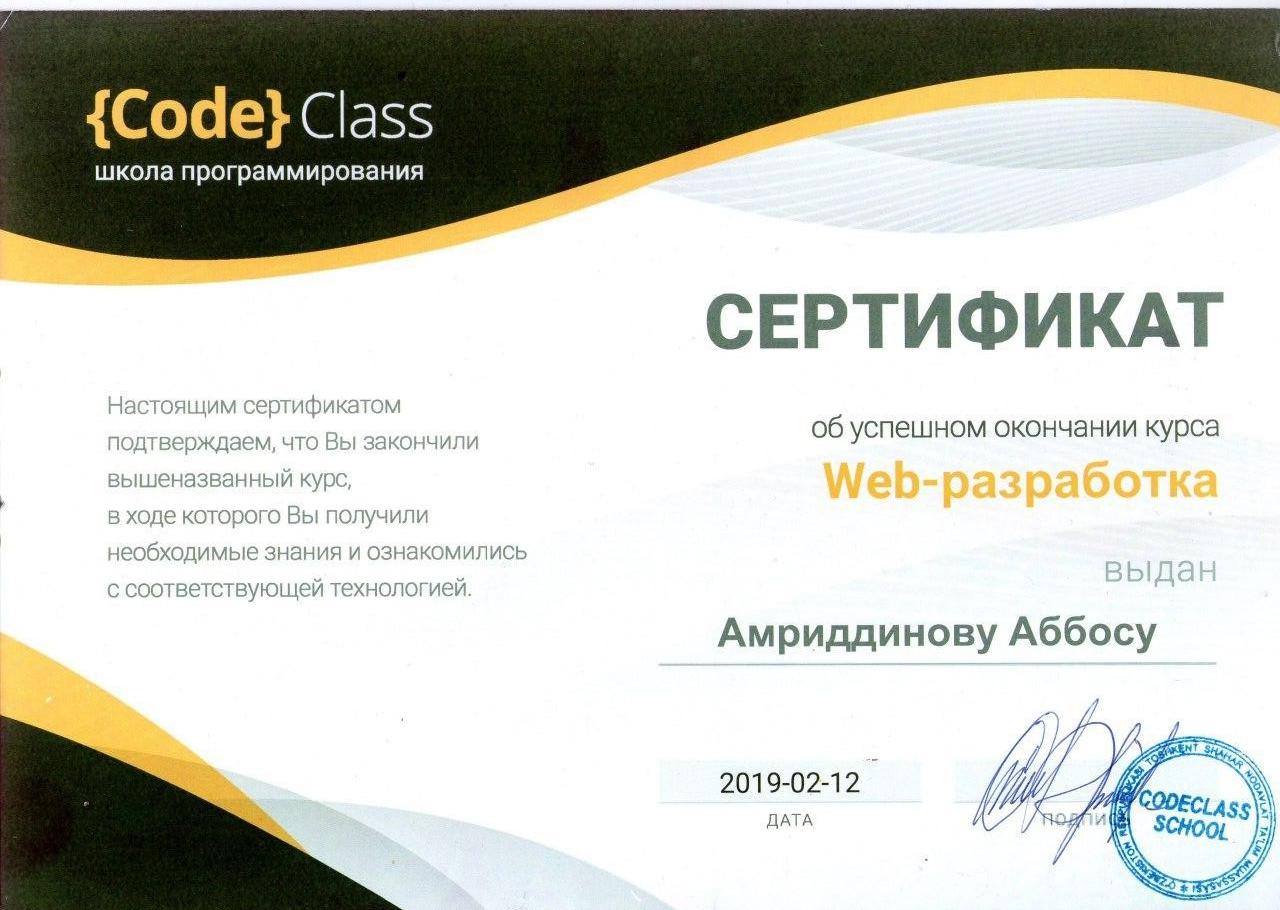 {Code} Class
школа программирования
СЕРТИФИКАТ
об успешном окончании курса
Web-разработка
выдан
Амриддинову Аббосу
Настоящим сертификатом
подтверждаем, что Вы закончили
вышеназванный курс,
в ходе которого Вы получили
необходимые знания и ознакомились
с соответствующей технологией.
2019-02-12
ДАТА
подпись
CODECLASS
SCHOOL
TOSHKENT SHAHAR NODAVLAT TA'LIM MUASSASASI